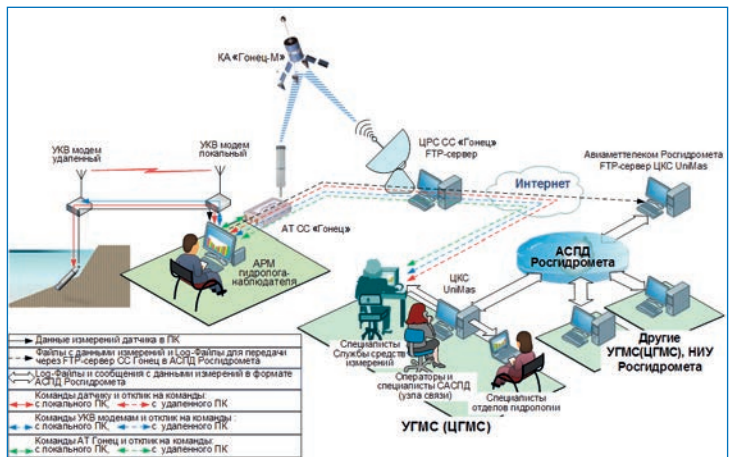 КА «Гонец-М»
УКВ модем
удаленный
УКВ модем
локальный
ЦРС СС «Гонец»
FTP-сервер
Авиаметтелеком Росгидромета
FTP-сервер ЦКС UniMas
Интернет
АТ СС «Гонец»
АРМ
гидролога-
наблюдателя
АСПД
Росгидромета
ЦКС
UniMas
Специалисты
Службы средств
измерений
Операторы и
специалисты САСПД
(узла связи)
Специалисты
отделов гидрологии
Другие
УГМС(ЦГМС), НИУ
Росгидромета
УГМС (ЦГМС)
Данные измерений датчика в ПК
Файлы с данными измерений и Log-Файлы для передачи
через FTP-сервер СС Гонец в АСПД Росгидромета
Log-Файлы и сообщения с данными измерений в формате
АСПД Росгидромета
Команды датчику и отклик на команды:
с локального ПК, с удаленного ПК
Команды УКВ модемам и отклик на команды :
с локального ПК, с удаленного ПК
Команды АТ Гонец и отклик на команды:
с локального ПК, с удаленного ПК